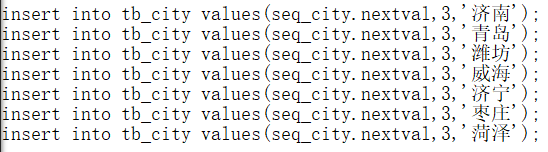 insert into tb_city values(seq_city.nextval,3,'济南');
insert into tb_city values(seq_city.nextval,3,'青岛');
insert into tb_city values(seq_city.nextval,3,'潍坊');
insert into tb_city values(seq_city.nextval,3,'威海');
insert into tb_city values(seq_city.nextval,3,'济宁');
insert into tb_city values(seq_city.nextval,3,'枣庄');
insert into tb_city values(seq_city.nextval,3,'菏泽');